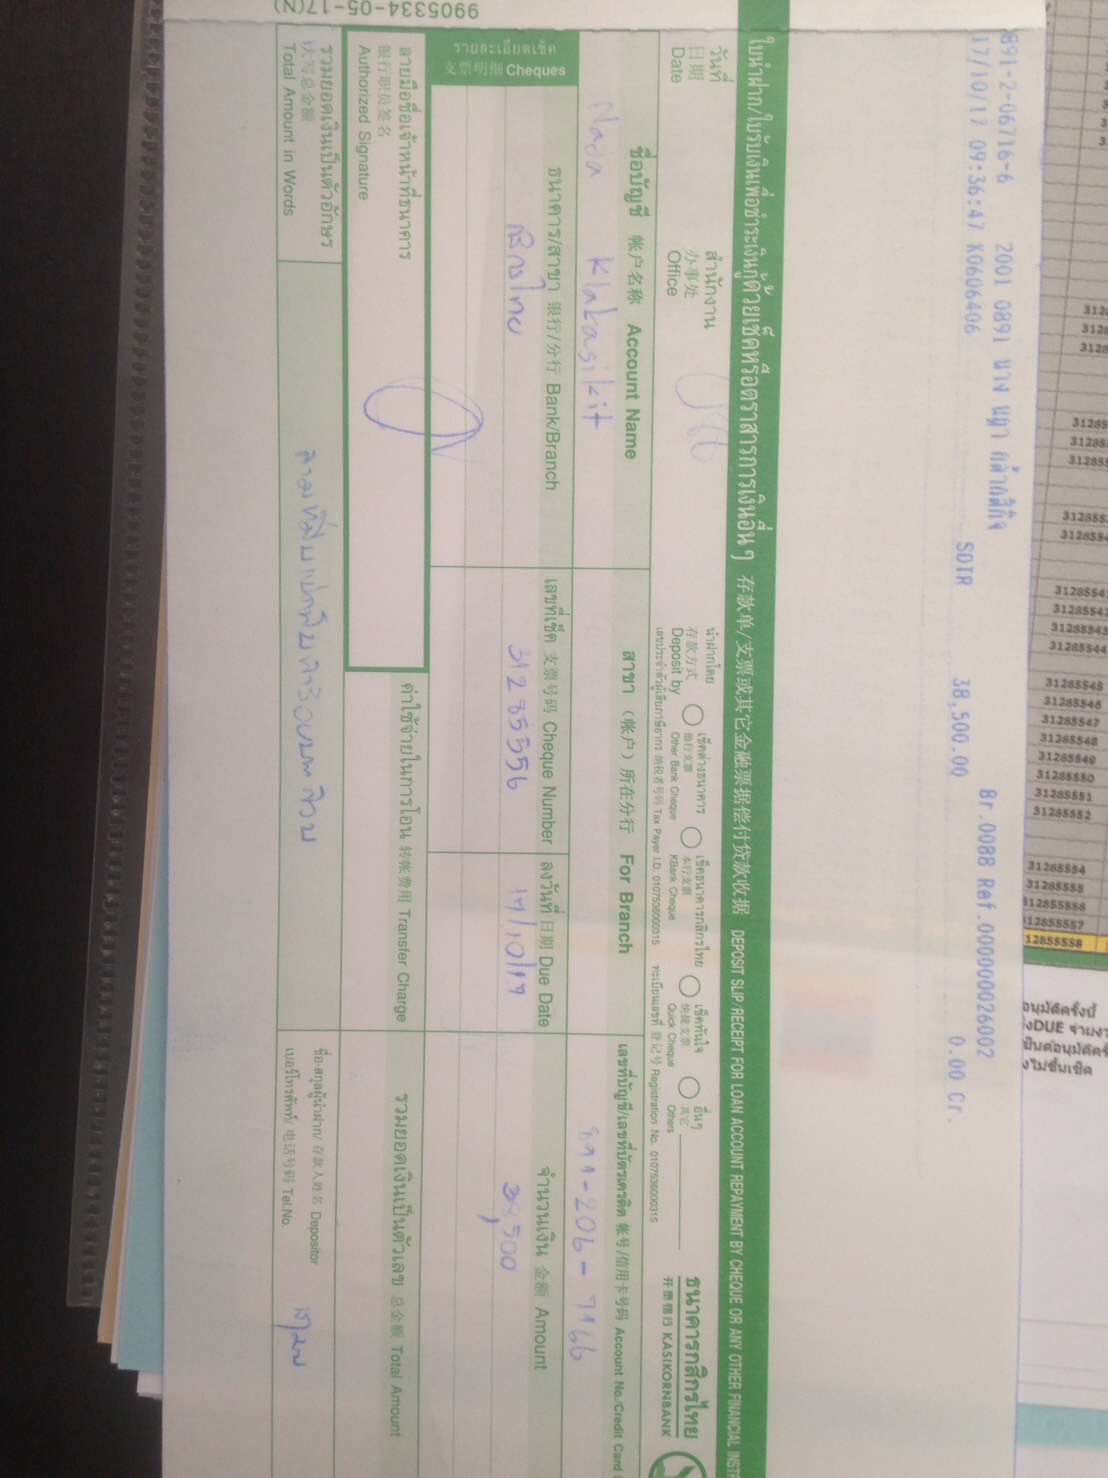 891-2-06716-6 2001 0891 นาง นฎา กล้ากสิกิจ Br.0088 Ref.00000026002
17/10/17 09:36:47 K0606406 SDIR 38,500.00 0.00 Cr.
ใบนำฝาก/ใบรับเงินเพื่อชำระเงินกู้ด้วยเช็คหรือตราสารการเงินอื่น ๆ 存款单/支票或其它金融票据偿付贷款收据 DEPOSIT SLIP/RECEIPT FOR LOAN ACCOUNT REPAYMENT BY CHEQUE OR ANY OTHER FINANCIAL
วันที่
日期
Date
สำนักงาน
办事处
Office
นำฝากโดย
存款方式
Deposit by
เช็คต่างธนาคาร
他行支票
Other Bank Cheque
เช็คธนาคารกสิกรไทย
本行支票
KBank Cheque
เช็คทันใจ
快捷支票
Quick Cheque
อื่นๆ
其它
Others
ธนาคารกสิกรไทย
开泰银行 KASIKORNBANK
เลขประจำตัวผู้เสียภาษีอากร 纳税者号码 Tax Payer I.D. 0107536000315 ทะเบียนเลขที่ 登记号 Registration No. 0107536000315
ชื่อบัญชี 帐户名称 Account Name
สาขา (帐户) 所在分行 For Branch
เลขที่บัญชี/เลขที่บัตรเครดิต 帐号/信用卡号码 Account No./Credit Card
Nada Klakasikit
รายละเอียดเช็ค
支票明细 Cheques
ธนาคาร/สาขา 银行/分行 Bank/Branch
เลขที่เช็ค 支票号码 Cheque Number
ลงวันที่ 日期 Due Date
จำนวนเงิน 金额 Amount
กสิกรไทย 31285556 17/10/17 38,500
ลายมือชื่อเจ้าหน้าที่ธนาคาร
银行职员签名
Authorized Signature
ค่าใช้จ่ายในการโอน 转帐费用 Transfer Charge
รวมยอดเงินเป็นตัวเลข 总金额 Total Amount
รวมยอดเงินเป็นตัวอักษร
大写总金额
Total Amount in Words
สามหมื่นแปดพันห้าร้อยบาทถ้วน
ชื่อ-สกุลผู้นำฝาก/ 存款人姓名 Depositor
เบอร์โทรศัพท์/ 电话号码 Tel.No.
9905334-05-17(N)
31285545
31285546
31285547
31285548
31285549
31285550
31285551
31285552
31285554
31285555
12855557
12855558